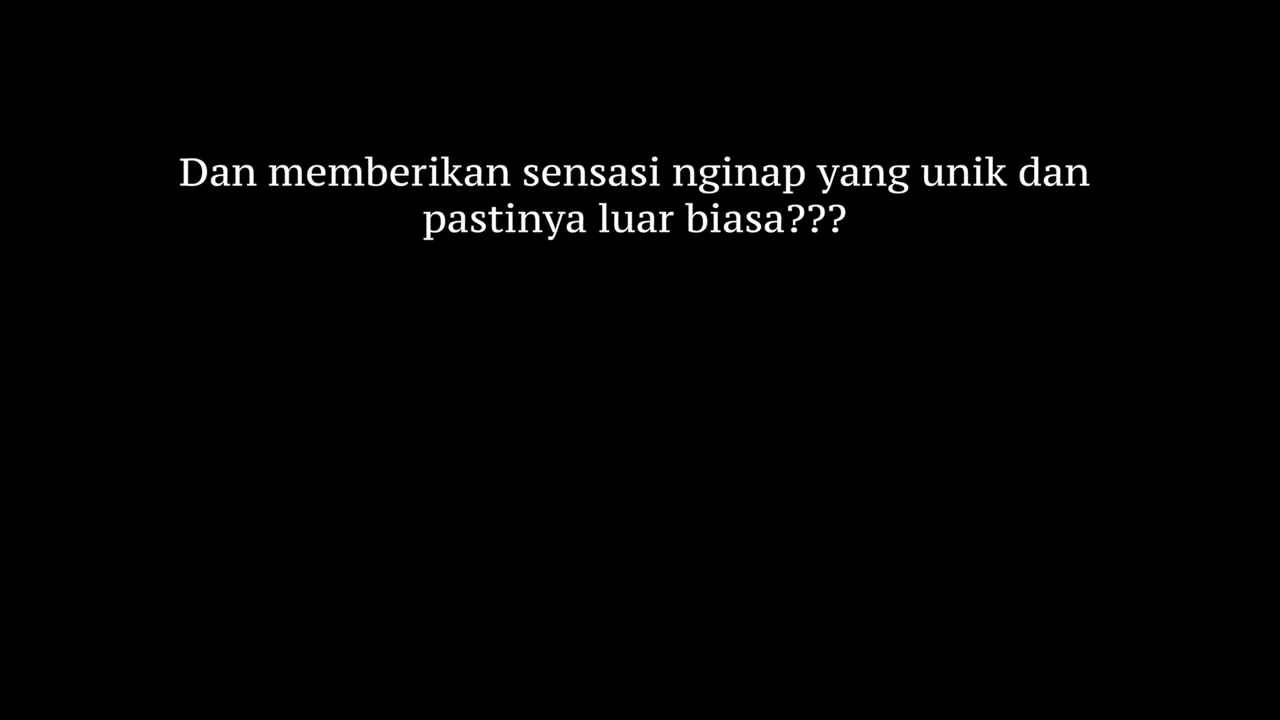 Dan memberikan sensasi nginap yang unik dan
pastinya luar biasa???